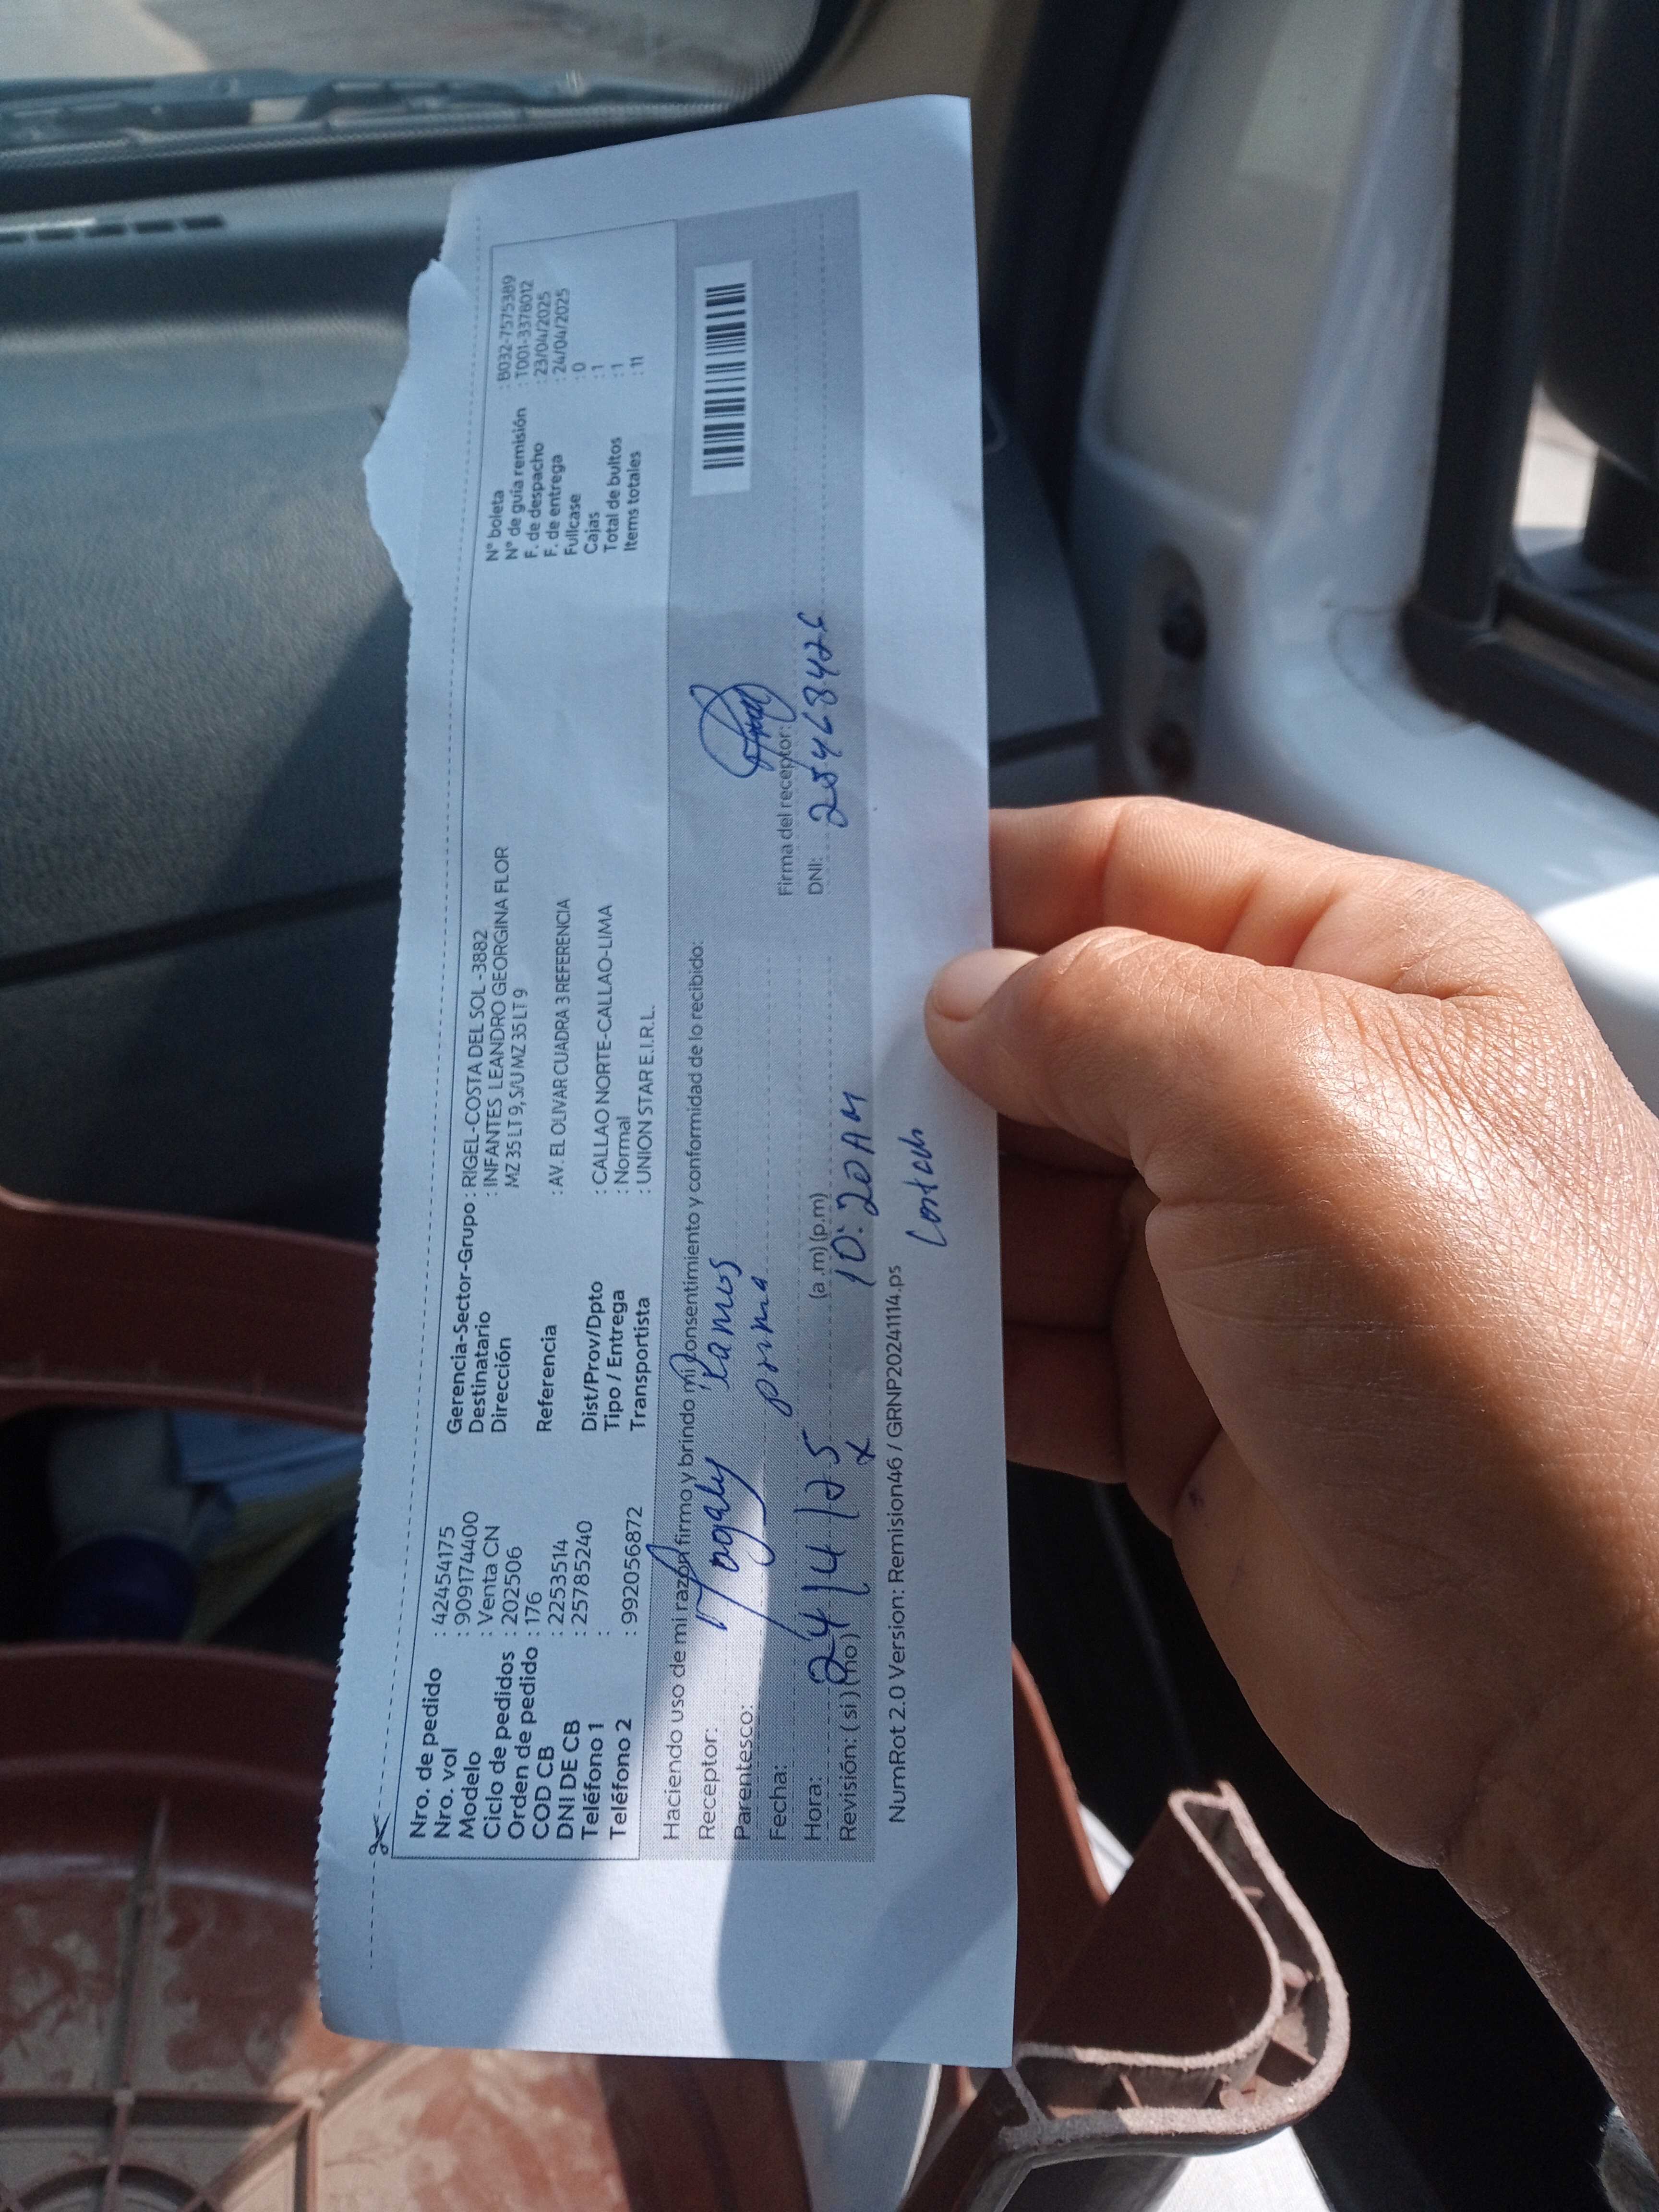 Nro. de pedido : 42454175
Nro. vol : 909174400
Modelo : Venta CN
Ciclo de pedidos : 202506
Orden de pedido : 176
COD CB : 2253514
DNI DE CB : 25785240
Teléfono 1 :
Teléfono 2 : 992056872
Gerencia-Sector-Grupo : RIGEL-COSTA DEL SOL-3882
Destinatario : INFANTES LEANDRO GEORGINA FLOR
Dirección MZ 35 LT 9, S/U MZ 35 LT 9
Referencia : AV. EL OLIVAR CUADRA 3 REFERENCIA
Dist/Prov/Dpto : CALLAO NORTE-CALLAO-LIMA
Tipo / Entrega : Normal
Transportista : UNION STAR E.I.R.L.
N° boleta : B032-7575389
N° de guía remisión : T001-3378012
F. de despacho : 23/04/2025
F. de entrega : 24/04/2025
Fullcase : 0
Cajas : 1
Total de bultos : 1
Items totales : 11
Haciendo uso de mi razón firmo y brindo mi consentimiento y conformidad de lo recibido:
Receptor: Magaly Ramos
Parentesco: prima
Fecha: 24/4/25
Hora: (a.m) (p.m) 10:20 AM
Revisión: ( si ) (no) x
Firma del receptor:
DNI:
NumRot 2.0 Version: Remision46 / GRNP20241114.ps